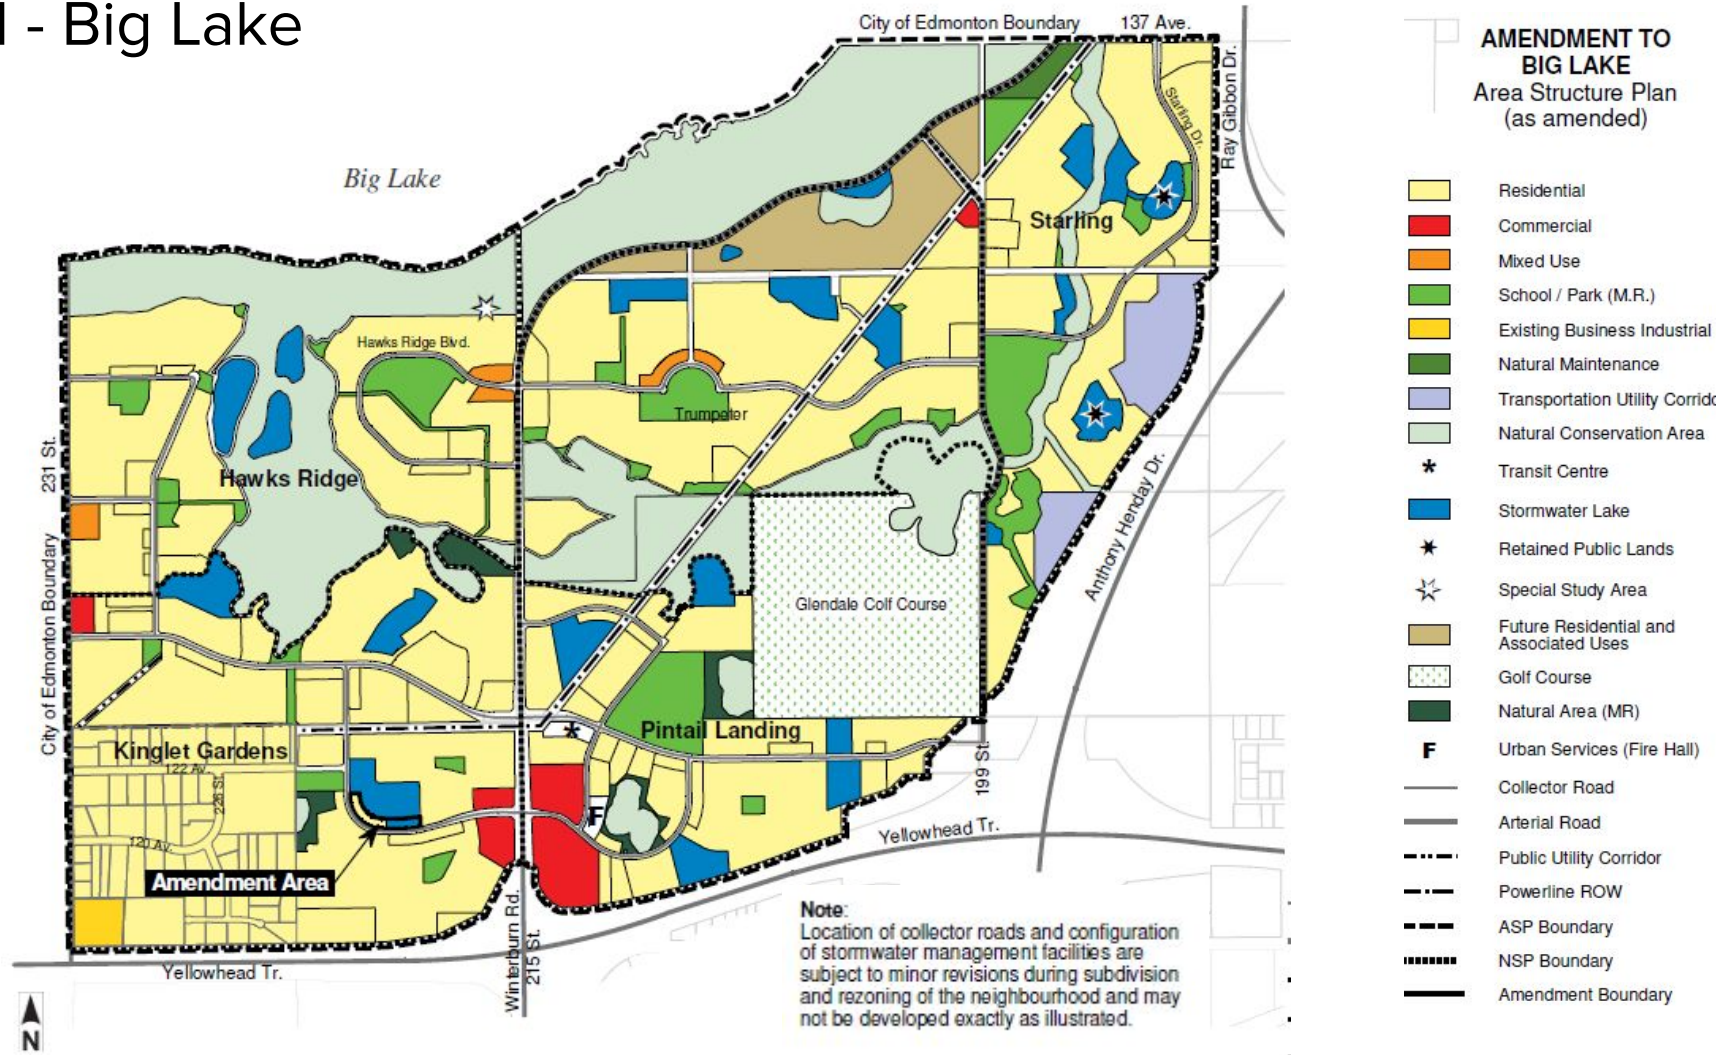 - Big Lake
City of Edmonton Boundary
137 Ave.
Ray Gibbon Dr.
Starling Dr.
Big Lake
Starling
Hawks Ridge Blvd.
Trumpeter
231 St.
Hawks Ridge
City of Edmonton Boundary
Anthony Henday Dr.
Glendale Golf Course
Pintail Landing
*
Kinglet Gardens
122 Av.
226 St.
120 Av.
F
199 St.
Yellowhead Tr.
Amendment Area
Winterburn Rd.
215 St.
Yellowhead Tr.
N
Note:
Location of collector roads and configuration
of stormwater management facilities are
subject to minor revisions during subdivision
and rezoning of the neighbourhood and may
not be developed exactly as illustrated.
AMENDMENT TO
BIG LAKE
Area Structure Plan
(as amended)
Residential
Commercial
Mixed Use
School / Park (M.R.)
Existing Business Industrial
Natural Maintenance
Transportation Utility Corrido
Natural Conservation Area
* Transit Centre
Stormwater Lake
Retained Public Lands
Special Study Area
Future Residential and
Associated Uses
Golf Course
Natural Area (MR)
F Urban Services (Fire Hall)
Collector Road
Arterial Road
Public Utility Corridor
Powerline ROW
ASP Boundary
NSP Boundary
Amendment Boundary